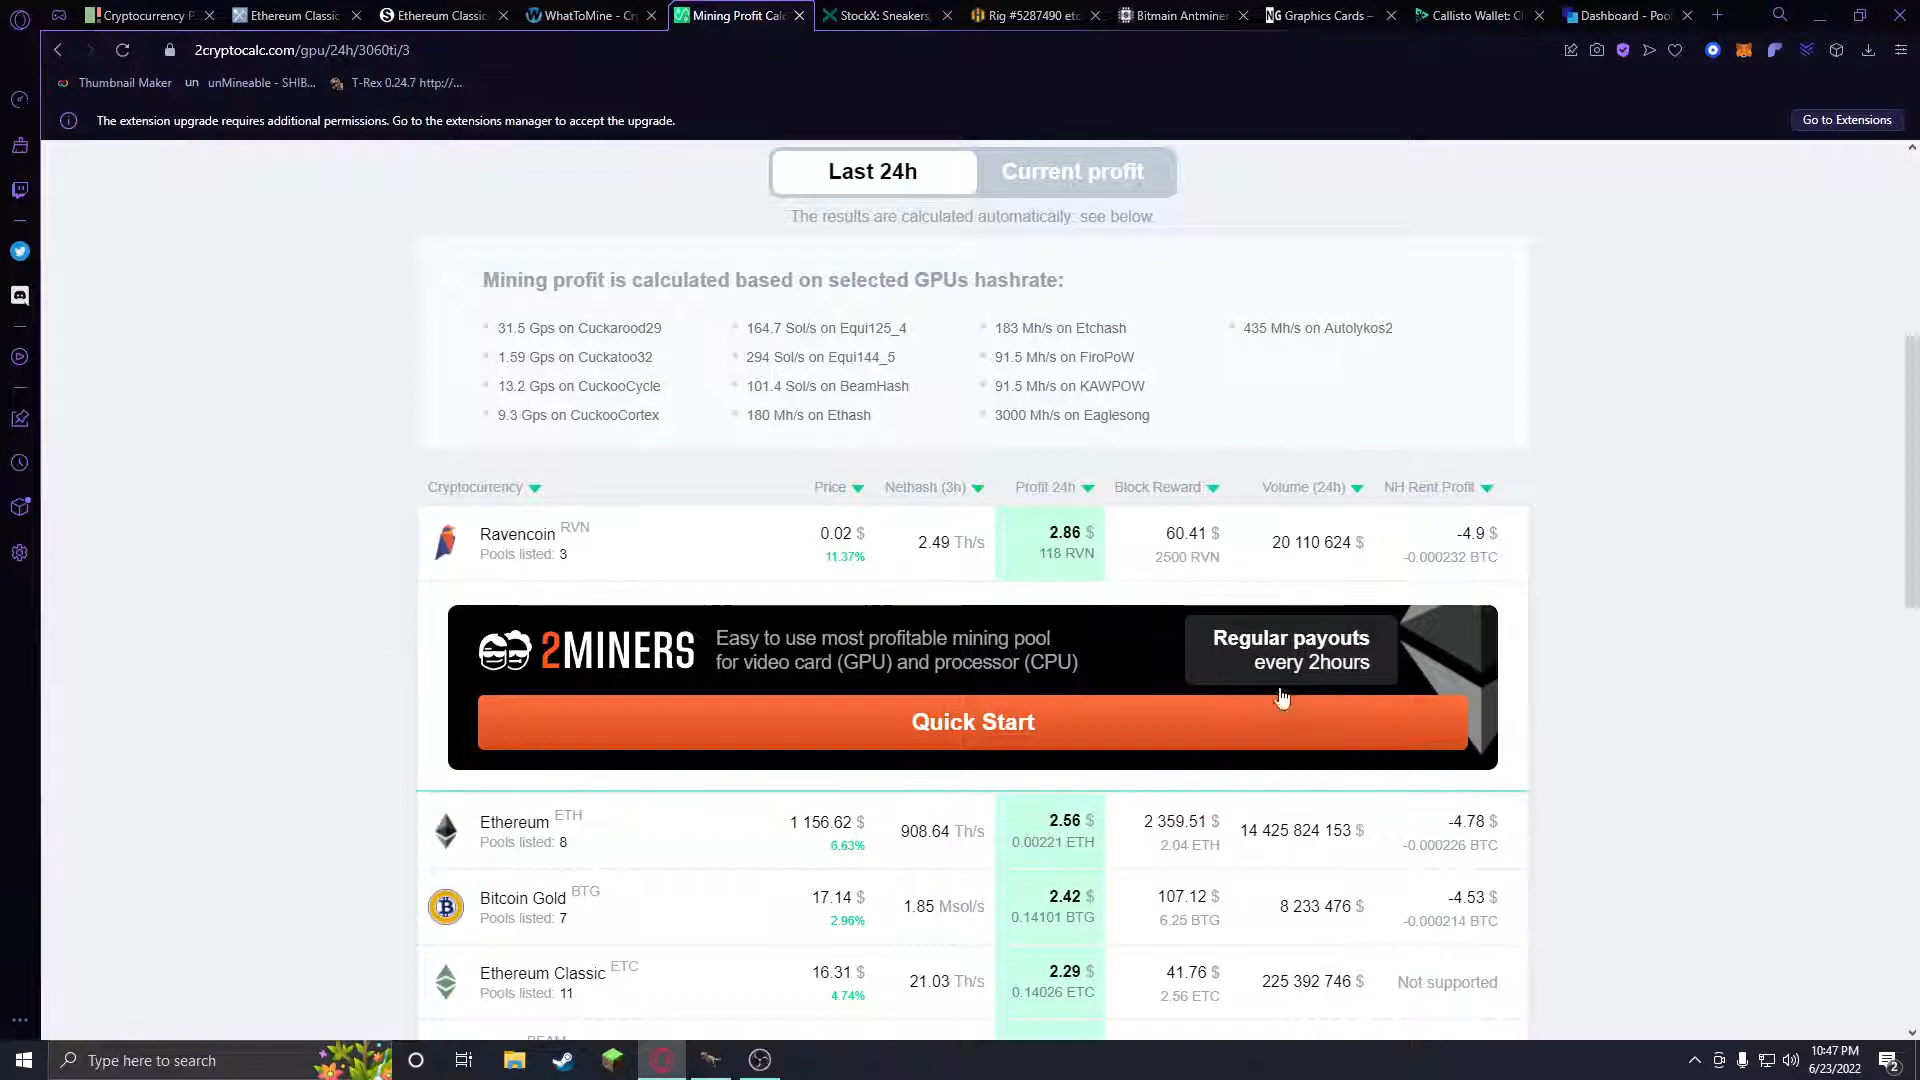 Cryptocurrency P
Ethereum Classic
Ethereum Classic
WhatToMine - Cr
Mining Profit Calc
StockX: Sneakers,
Rig #5287490 etc
Bitmain Antminer
Graphics Cards –
Callisto Wallet: C
Dashboard - Pool
2cryptocalc.com/gpu/24h/3060ti/3
Thumbnail Maker
un unMineable - SHIB...
T-Rex 0.24.7 http://...
The extension upgrade requires additional permissions. Go to the extensions manager to accept the upgrade.
Go to Extensions
Last 24h
Current profit
The results are calculated automatically: see below.
Mining profit is calculated based on selected GPUs hashrate:
31.5 Gps on Cuckarood29
164.7 Sol/s on Equi125_4
183 Mh/s on Etchash
435 Mh/s on Autolykos2
1.59 Gps on Cuckatoo32
294 Sol/s on Equi144_5
91.5 Mh/s on FiroPoW
13.2 Gps on CuckooCycle
101.4 Sol/s on BeamHash
91.5 Mh/s on KAWPOW
9.3 Gps on CuckooCortex
180 Mh/s on Ethash
3000 Mh/s on Eaglesong
Cryptocurrency Price Nethash (3h) Profit 24h Block Reward Volume (24h) NH Rent Profit
Ravencoin RVN 0.02 $ 2.49 Th/s 2.86 $ 60.41 $ 20 110 624 $ -4.9 $
Pools listed: 3 11.37% 118 RVN 2500 RVN -0.000232 BTC
2MINERS
Easy to use most profitable mining pool
for video card (GPU) and processor (CPU)
Regular payouts
every 2hours
Quick Start
Ethereum ETH 1 156.62 $ 908.64 Th/s 2.56 $ 2 359.51 $ 14 425 824 153 $ -4.78 $
Pools listed: 8 6.63% 0.00221 ETH 2.04 ETH -0.000226 BTC
Bitcoin Gold BTG 17.14 $ 1.85 Msol/s 2.42 $ 107.12 $ 8 233 476 $ -4.53 $
Pools listed: 7 2.96% 0.14101 BTG 6.25 BTG -0.000214 BTC
Ethereum Classic ETC 16.31 $ 21.03 Th/s 2.29 $ 41.76 $ 225 392 746 $ Not supported
Pools listed: 11 4.74% 0.14026 ETC 2.56 ETC
BEAM
Type here to search
10:47 PM
6/23/2022
2